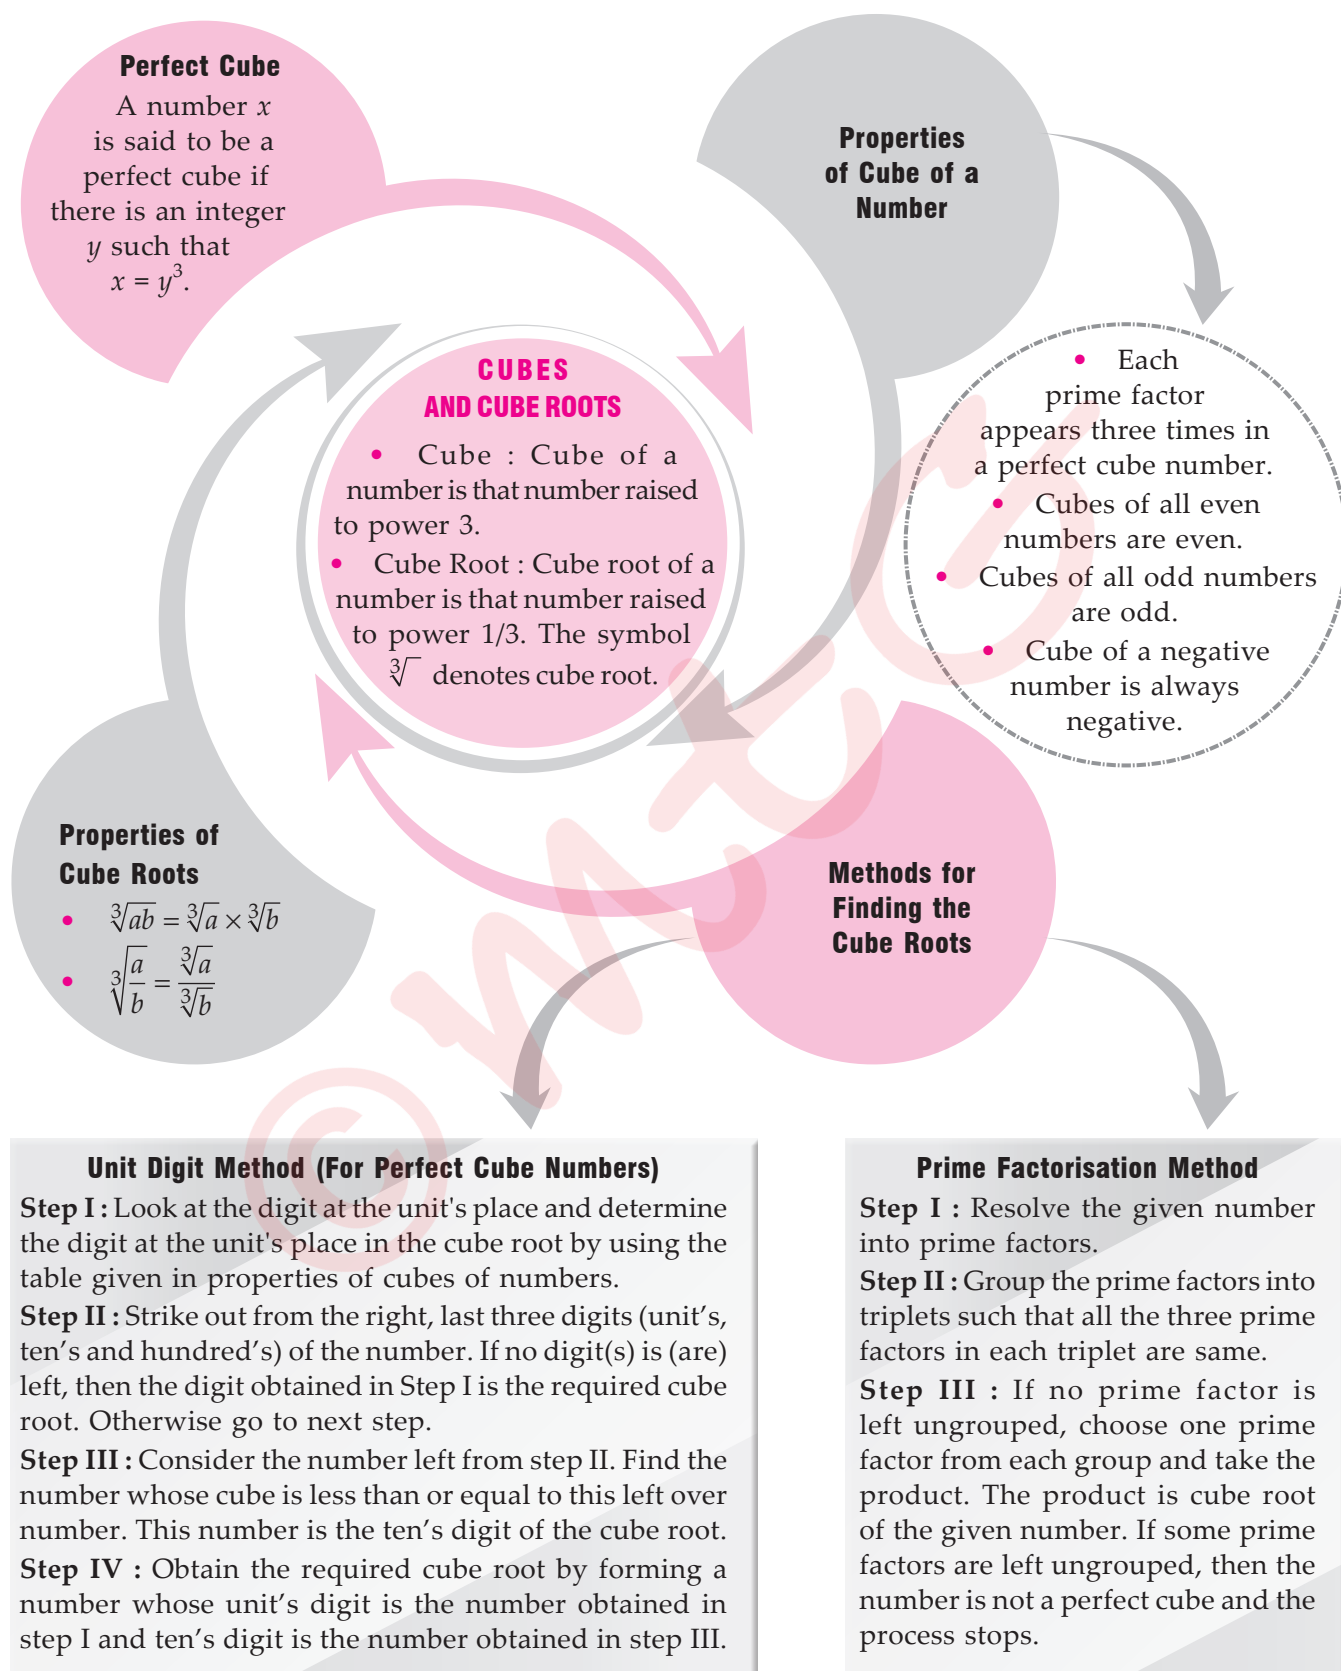 Perfect Cube
A number x
is said to be a
perfect cube if
there is an integer
y such that
x = y³.
Properties
of Cube of a
Number
• Each
prime factor
appears three times in
a perfect cube number.
• Cubes of all even
numbers are even.
• Cubes of all odd numbers
are odd.
• Cube of a negative
number is always
negative.
CUBES
AND CUBE ROOTS
• Cube : Cube of a
number is that number raised
to power 3.
• Cube Root : Cube root of a
number is that number raised
to power 1/3. The symbol
∛ denotes cube root.
Properties of
Cube Roots
• ∛ab = ∛a × ∛b
• ∛(a/b) = ∛a/∛b
Methods for
Finding the
Cube Roots
Unit Digit Method (For Perfect Cube Numbers)
Step I : Look at the digit at the unit's place and determine
the digit at the unit's place in the cube root by using the
table given in properties of cubes of numbers.
Step II : Strike out from the right, last three digits (unit's,
ten's and hundred's) of the number. If no digit(s) is (are)
left, then the digit obtained in Step I is the required cube
root. Otherwise go to next step.
Step III : Consider the number left from step II. Find the
number whose cube is less than or equal to this left over
number. This number is the ten's digit of the cube root.
Step IV : Obtain the required cube root by forming a
number whose unit's digit is the number obtained in
step I and ten's digit is the number obtained in step III.
Prime Factorisation Method
Step I : Resolve the given number
into prime factors.
Step II : Group the prime factors into
triplets such that all the three prime
factors in each triplet are same.
Step III : If no prime factor is
left ungrouped, choose one prime
factor from each group and take the
product. The product is cube root
of the given number. If some prime
factors are left ungrouped, then the
number is not a perfect cube and the
process stops.
© mtG